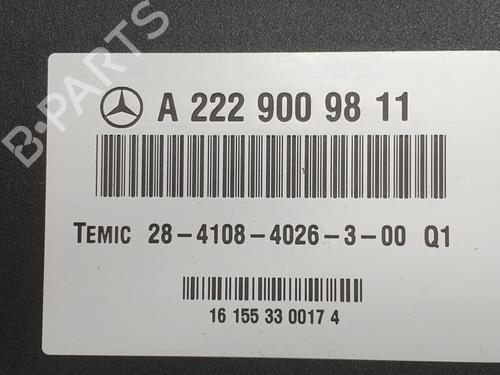 B-PARTS
A 222 900 98 11
TEMIC 28-4108-4026-3-00 Q1
16 155 33 0017 4